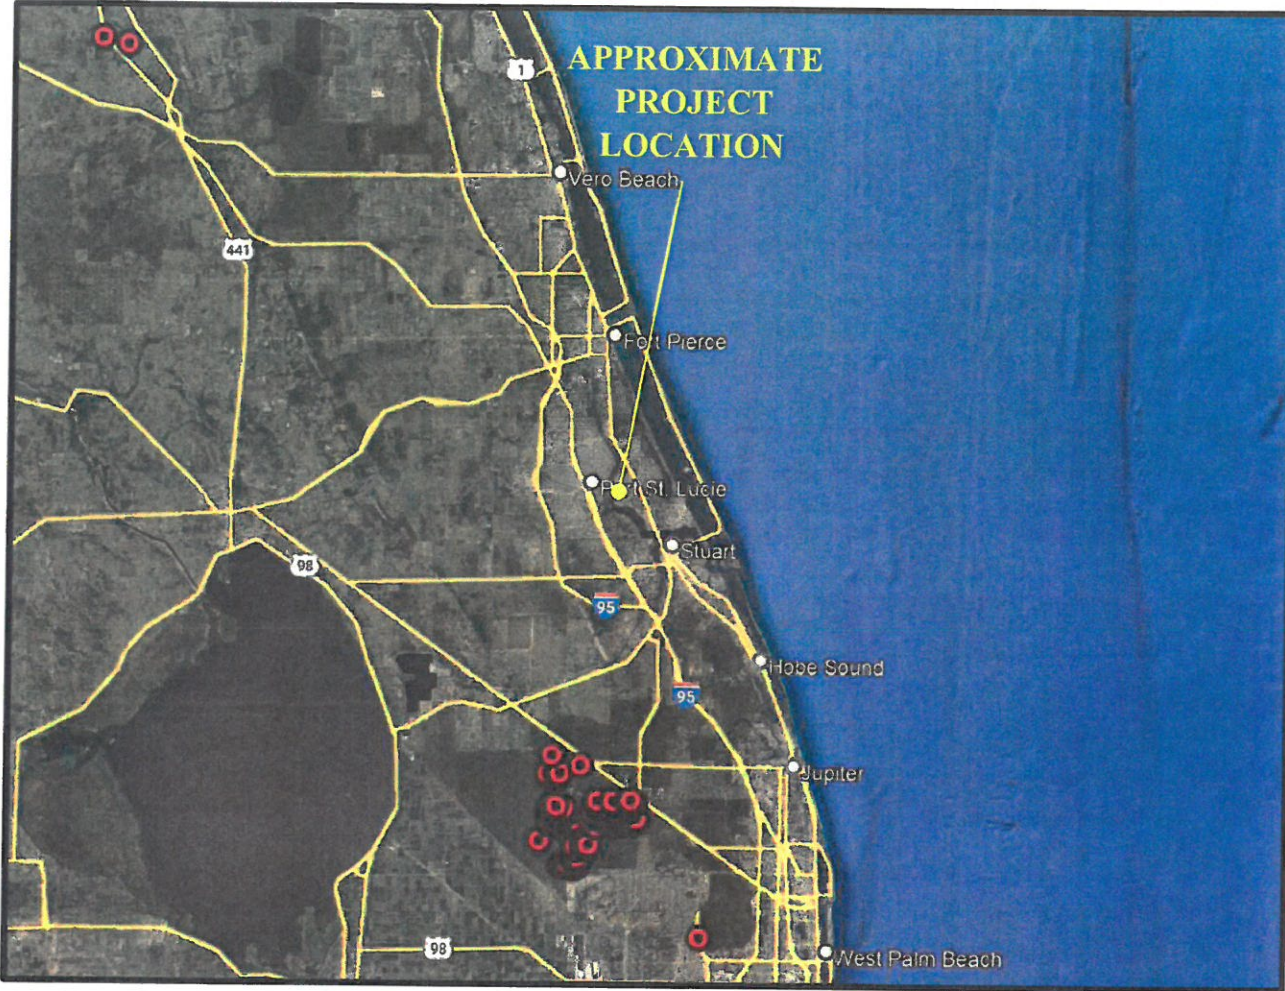 1
APPROXIMATE
PROJECT
LOCATION
Vero Beach
441
Fort Pierce
Port St. Lucie
Stuart
98
95
Hobe Sound
95
Jupiter
98
West Palm Beach